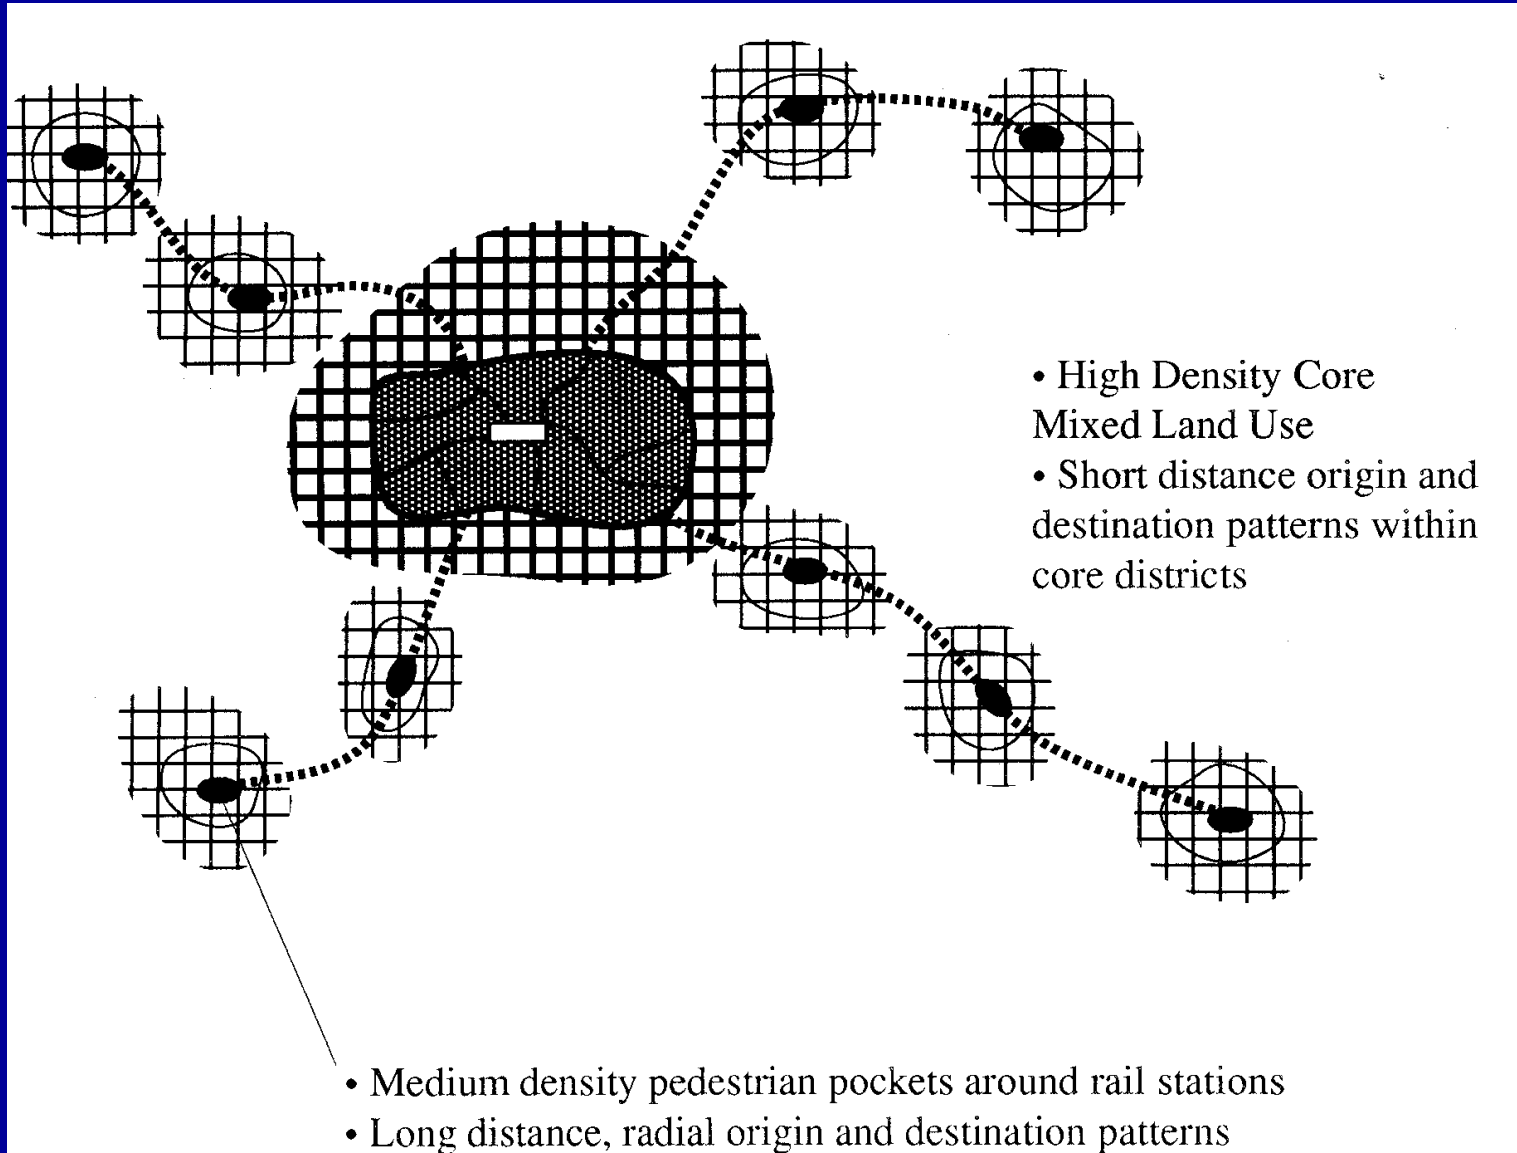 • High Density Core
Mixed Land Use
• Short distance origin and
destination patterns within
core districts
• Medium density pedestrian pockets around rail stations
• Long distance, radial origin and destination patterns